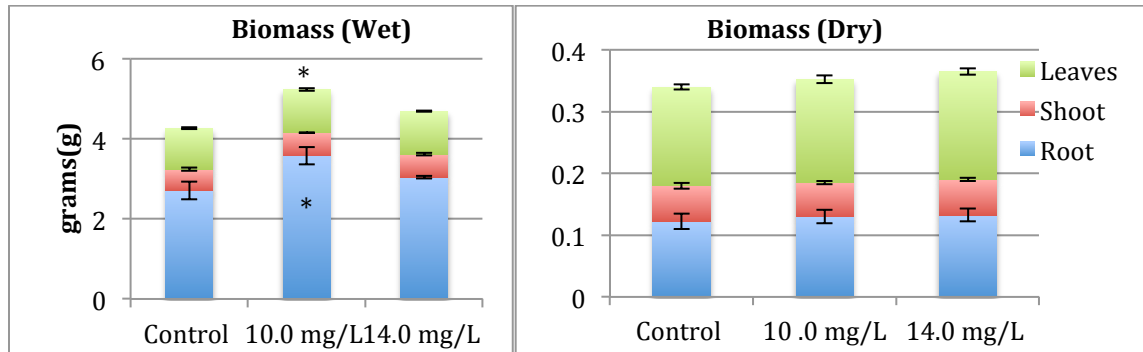 Biomass (Wet)
grams(g)
6
4
2
0
*
*
Control 10.0 mg/L 14.0 mg/L
Biomass (Dry)
0.4
0.3
0.2
0.1
0
Control 10 .0 mg/L 14.0 mg/L
Leaves
Shoot
Root